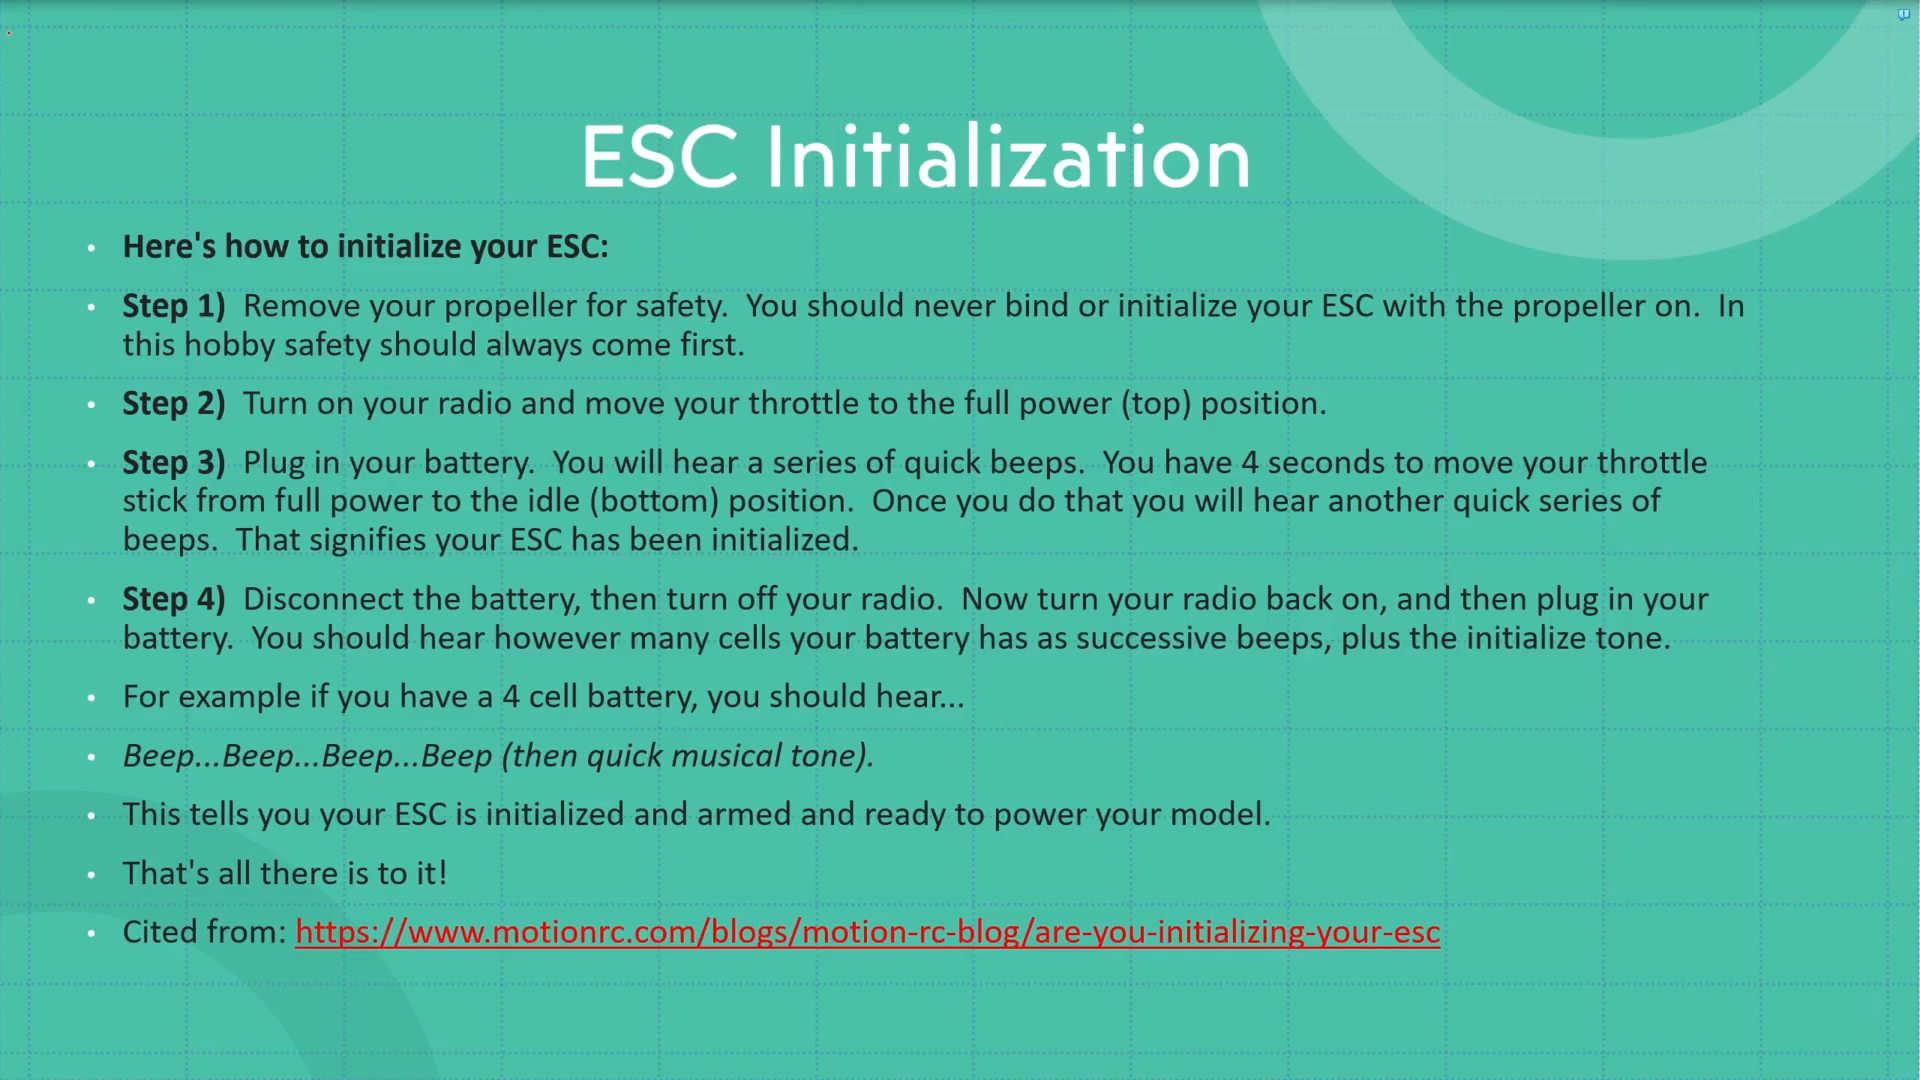 ESC Initialization
• Here's how to initialize your ESC:
• Step 1)  Remove your propeller for safety.  You should never bind or initialize your ESC with the propeller on.  In
this hobby safety should always come first.
• Step 2)  Turn on your radio and move your throttle to the full power (top) position.
• Step 3)  Plug in your battery.  You will hear a series of quick beeps.  You have 4 seconds to move your throttle
stick from full power to the idle (bottom) position.  Once you do that you will hear another quick series of
beeps.  That signifies your ESC has been initialized.
• Step 4)  Disconnect the battery, then turn off your radio.  Now turn your radio back on, and then plug in your
battery.  You should hear however many cells your battery has as successive beeps, plus the initialize tone.
• For example if you have a 4 cell battery, you should hear...
• Beep...Beep...Beep...Beep (then quick musical tone).
• This tells you your ESC is initialized and armed and ready to power your model.
• That's all there is to it!
• Cited from: https://www.motionrc.com/blogs/motion-rc-blog/are-you-initializing-your-esc